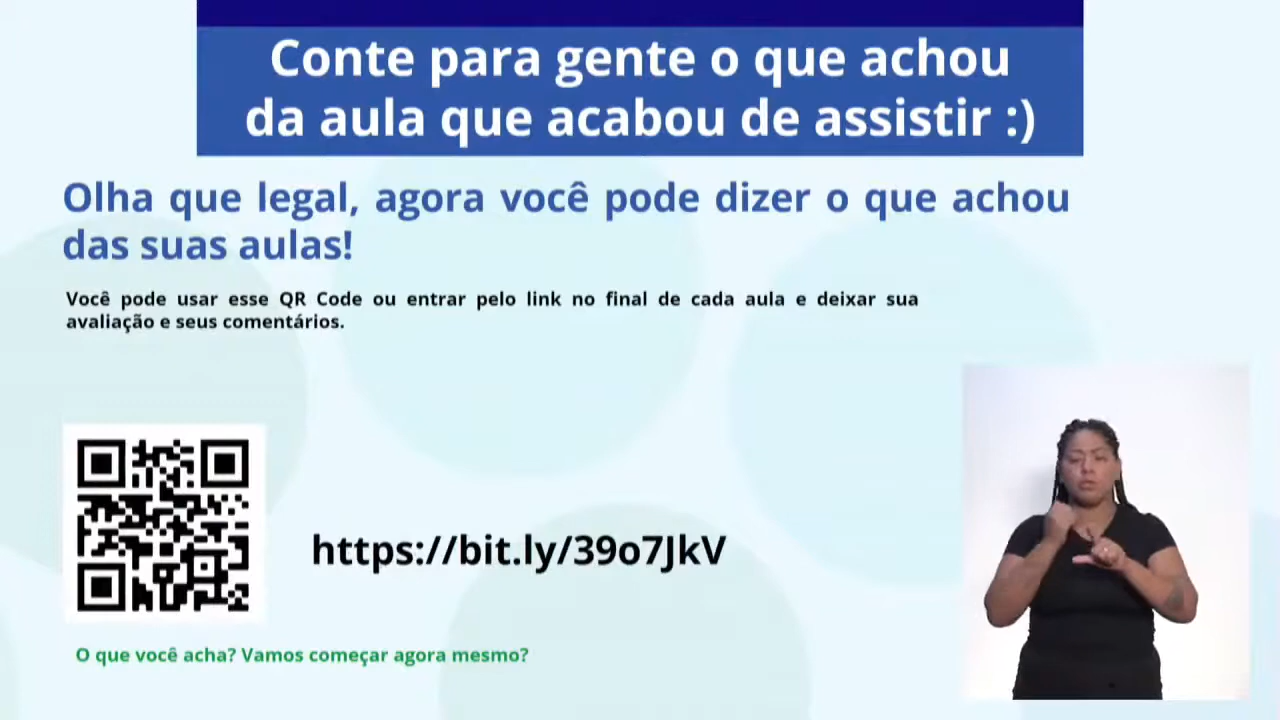 Conte para gente o que achou
da aula que acabou de assistir :)
Olha que legal, agora você pode dizer o que achou
das suas aulas!
Você pode usar esse QR Code ou entrar pelo link no final de cada aula e deixar sua
avaliação e seus comentários.
https://bit.ly/39o7JkV
O que você acha? Vamos começar agora mesmo?